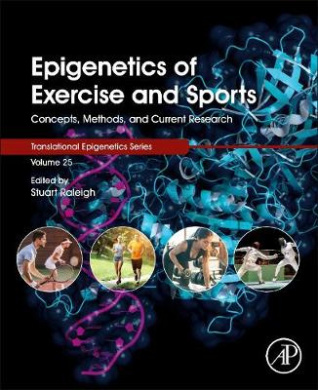 Epigenetics of
Exercise and Sports
Concepts, Methods, and Current Research
Translational Epigenetics Series
Volume 25
Edited by
Stuart Raleigh
AP